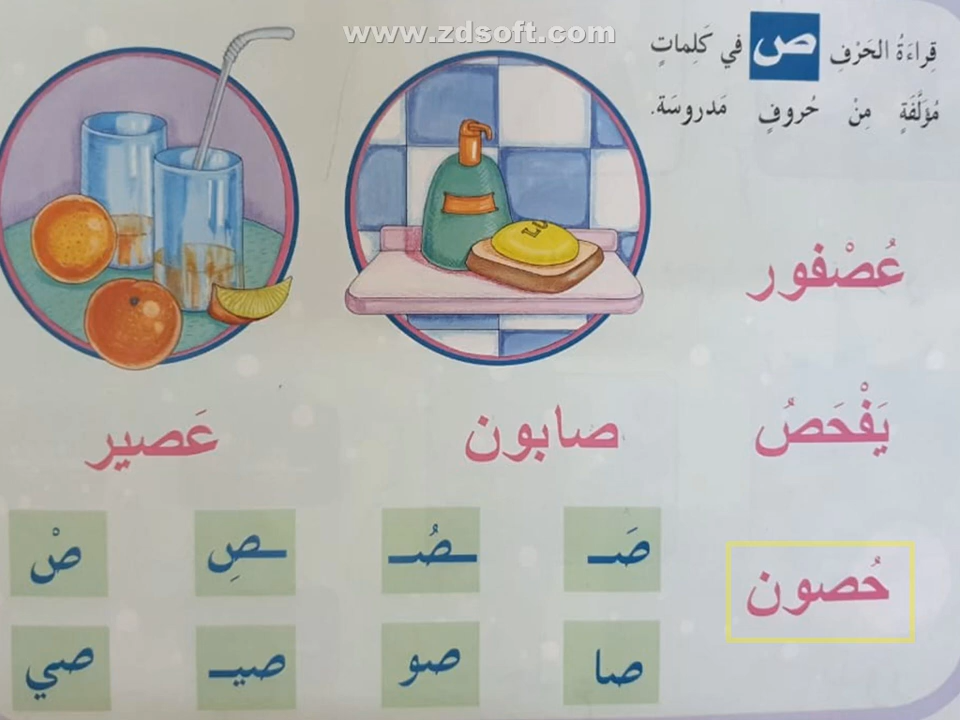 www.zdsoft.com
قِراءَةُ الحَرْفِ ص في كَلِماتٍ
مُؤَلَّفَةٍ مِنْ حُروفٍ مَدروسَة.
عُصْفور
يَفْحَصُ صابون عَصير
حُصون
صَـ ـصُـ ـصِ صْ
صا صو صيـ صي